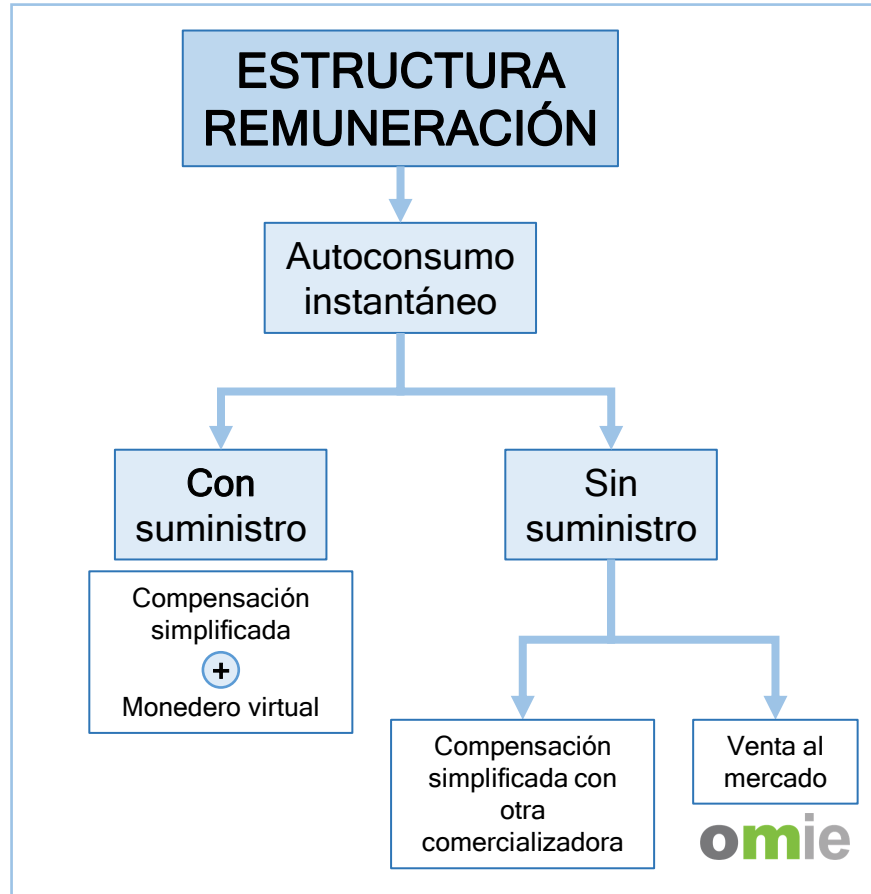 ESTRUCTURA
REMUNERACIÓN
Autoconsumo
instantáneo
Con
suministro
Sin
suministro
Compensación
simplificada
+
Monedero virtual
Compensación
simplificada con
otra
comercializadora
Venta al
mercado
omie